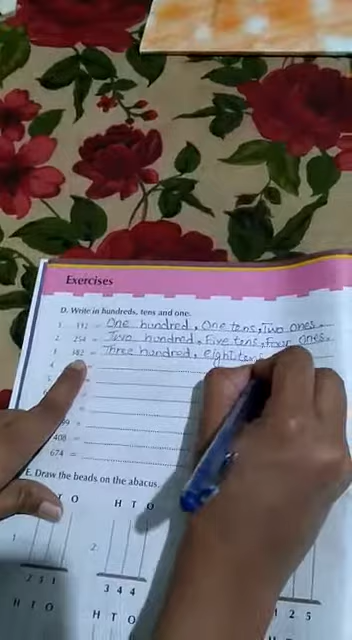 Exercises
D. Write in hundreds, tens and one.
1. 112 = One hundred, One tens, Two ones.
2. 254 = Two hundred, Five tens, Four ones.
3. 382 = Three hundred, eight tens
408 =
674 =
E. Draw the beads on the abacus.
T O H T O
1. 2.
2 3 1 3 4 4 1 2 5
H T O H T O H